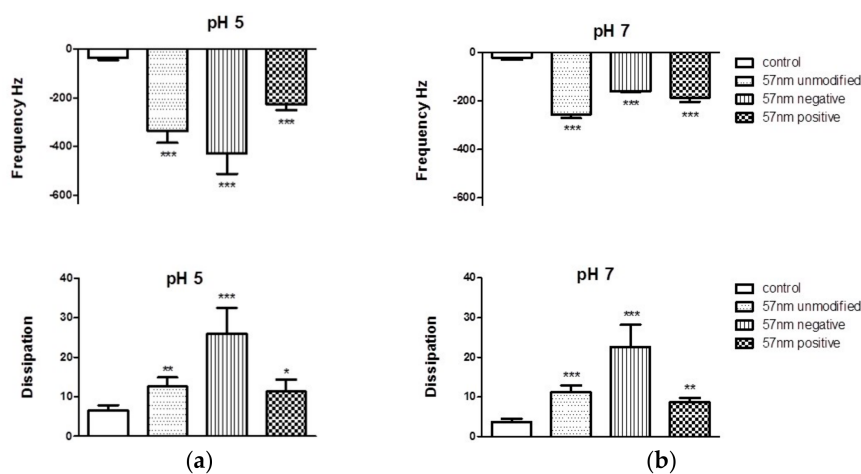 pH 5
0
-200
-400
-600
Frequency Hz
***
***
***
pH 7
0
-200
-400
-600
Frequency Hz
***
***
***
control
57nm unmodified
57nm negative
57nm positive
pH 5
40
30
20
10
0
Dissipation
**
***
*
pH 7
40
30
20
10
0
Dissipation
***
***
**
control
57nm unmodified
57nm negative
57nm positive
(a)
(b)